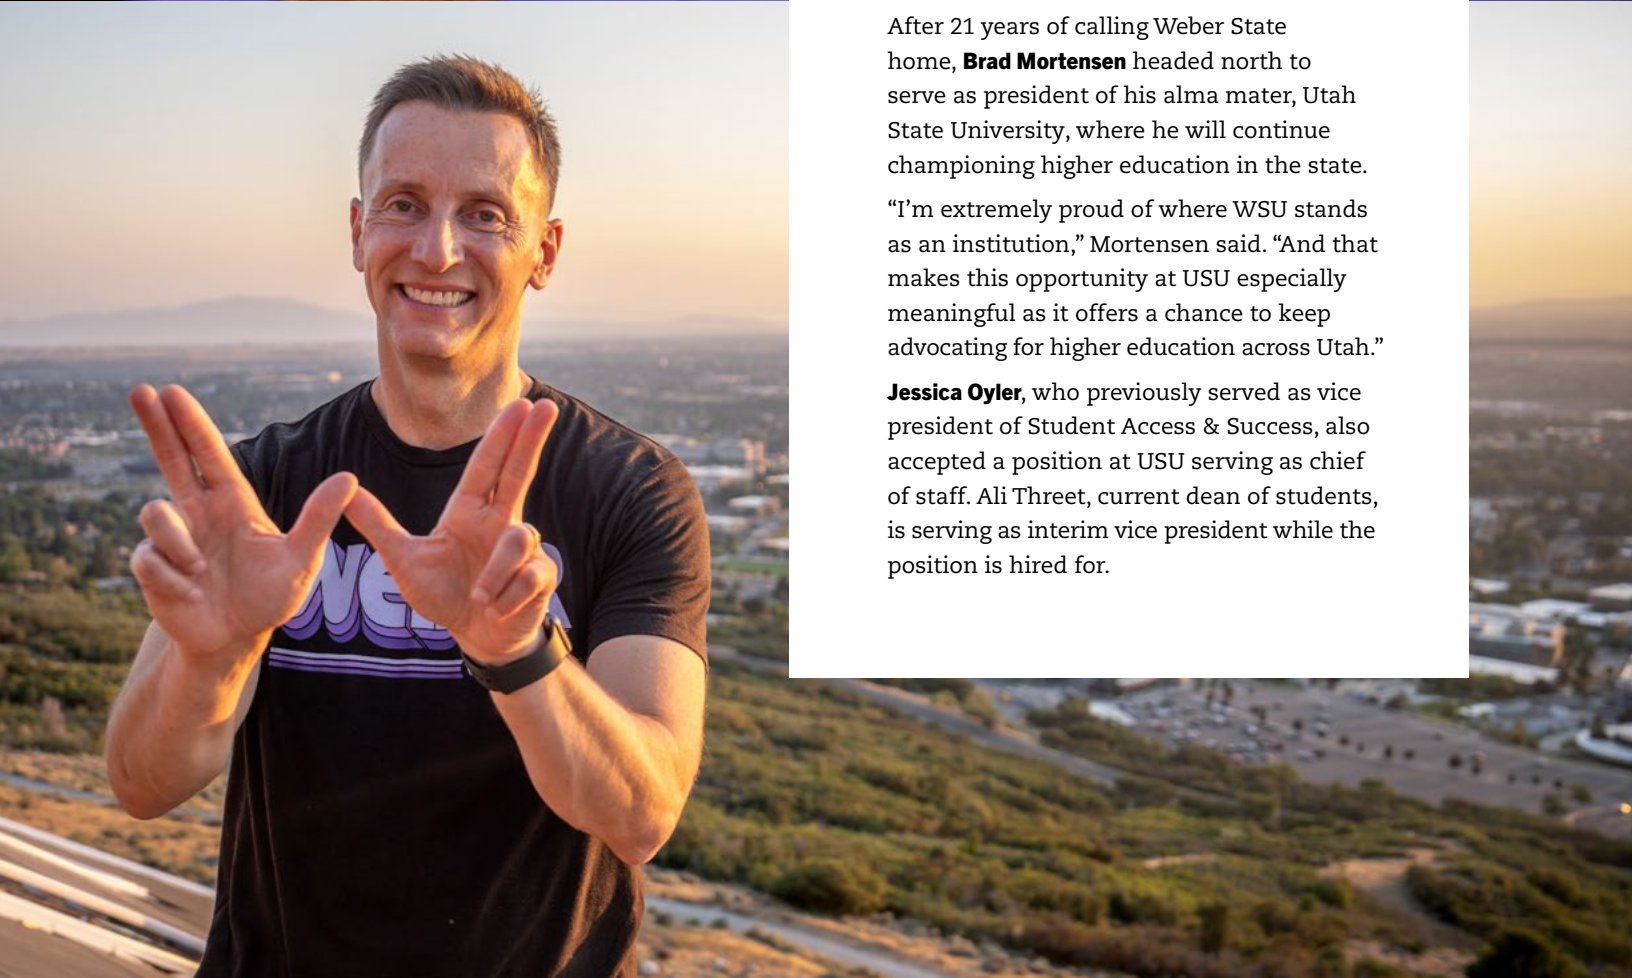 After 21 years of calling Weber State
home, Brad Mortensen headed north to
serve as president of his alma mater, Utah
State University, where he will continue
championing higher education in the state.
“I’m extremely proud of where WSU stands
as an institution,” Mortensen said. “And that
makes this opportunity at USU especially
meaningful as it offers a chance to keep
advocating for higher education across Utah.”
Jessica Oyler, who previously served as vice
president of Student Access & Success, also
accepted a position at USU serving as chief
of staff. Ali Threet, current dean of students,
is serving as interim vice president while the
position is hired for.